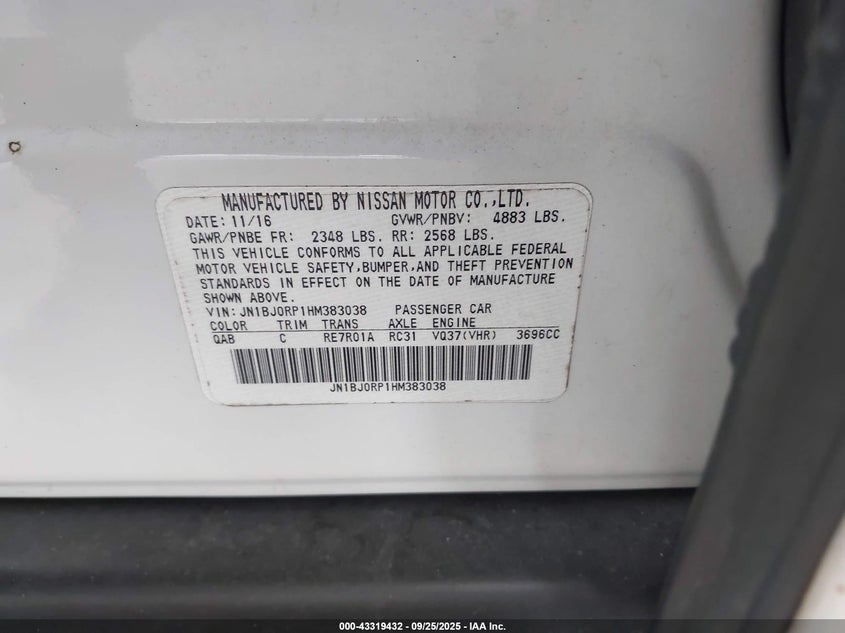 MANUFACTURED BY NISSAN MOTOR CO.,LTD.
DATE: 11/16 GVWR/PNBV: 4883 LBS.
GAWR/PNBE FR: 2348 LBS. RR: 2568 LBS.
THIS VEHICLE CONFORMS TO ALL APPLICABLE FEDERAL
MOTOR VEHICLE SAFETY,BUMPER,AND THEFT PREVENTION
STANDARDS IN EFFECT ON THE DATE OF MANUFACTURE
SHOWN ABOVE.
VIN: JN1BJ0RP1HM383038 PASSENGER CAR
COLOR TRIM TRANS AXLE ENGINE
QAB C RE7R01A RC31 VQ37(VHR) 3696CC
JN1BJ0RP1HM383038
000-43319432 - 09/25/2025 - IAA Inc.